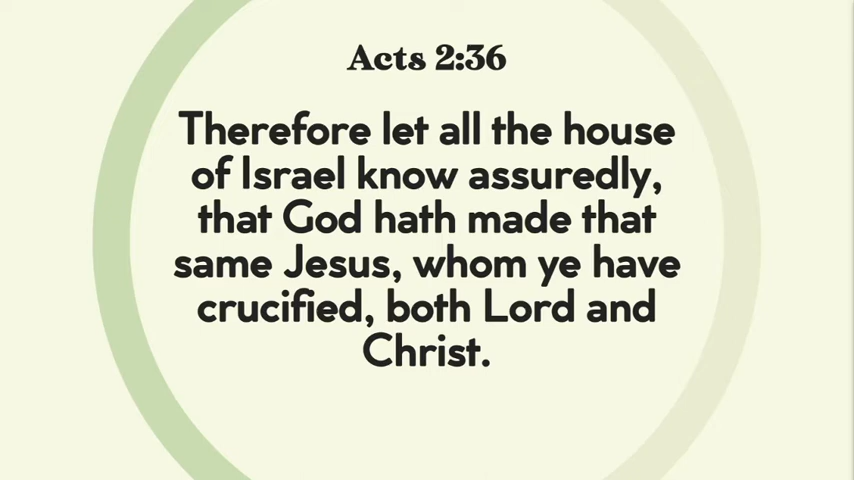 Acts 2:36
Therefore let all the house
of Israel know assuredly,
that God hath made that
same Jesus, whom ye have
crucified, both Lord and
Christ.